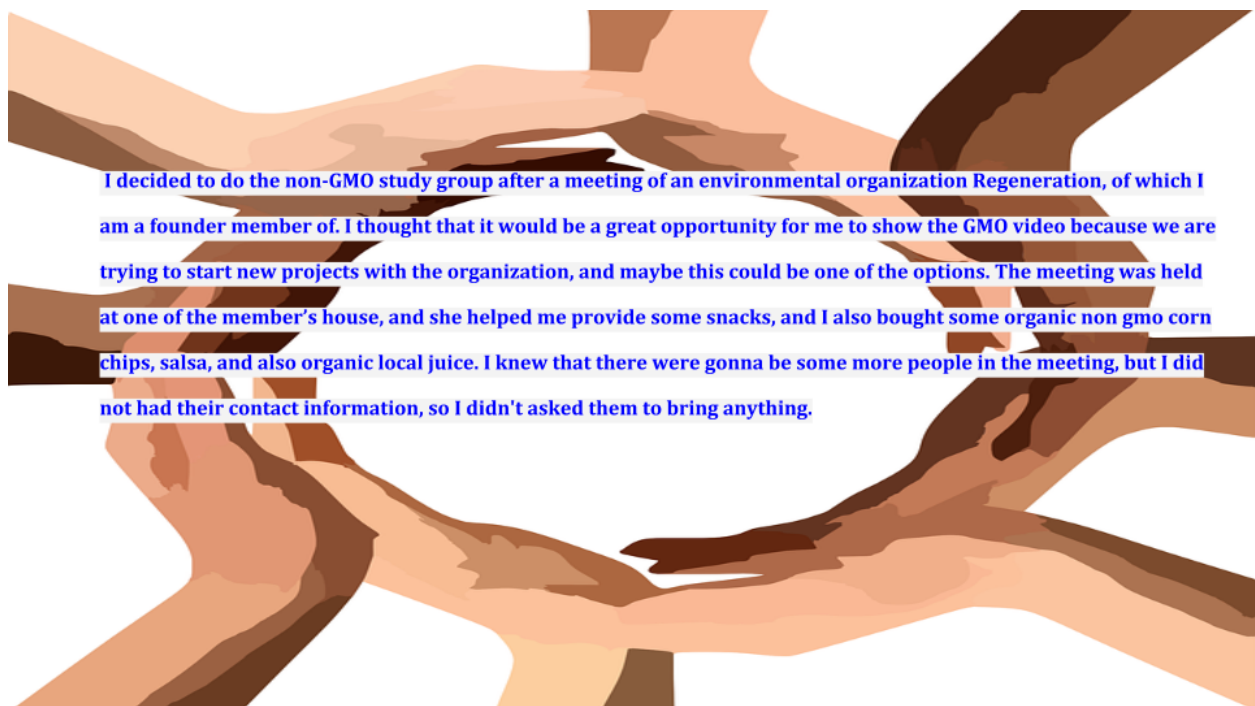 I decided to do the non-GMO study group after a meeting of an environmental organization Regeneration, of which I
am a founder member of. I thought that it would be a great opportunity for me to show the GMO video because we are
trying to start new projects with the organization, and maybe this could be one of the options. The meeting was held
at one of the member’s house, and she helped me provide some snacks, and I also bought some organic non gmo corn
chips, salsa, and also organic local juice. I knew that there were gonna be some more people in the meeting, but I did
not had their contact information, so I didn't asked them to bring anything.